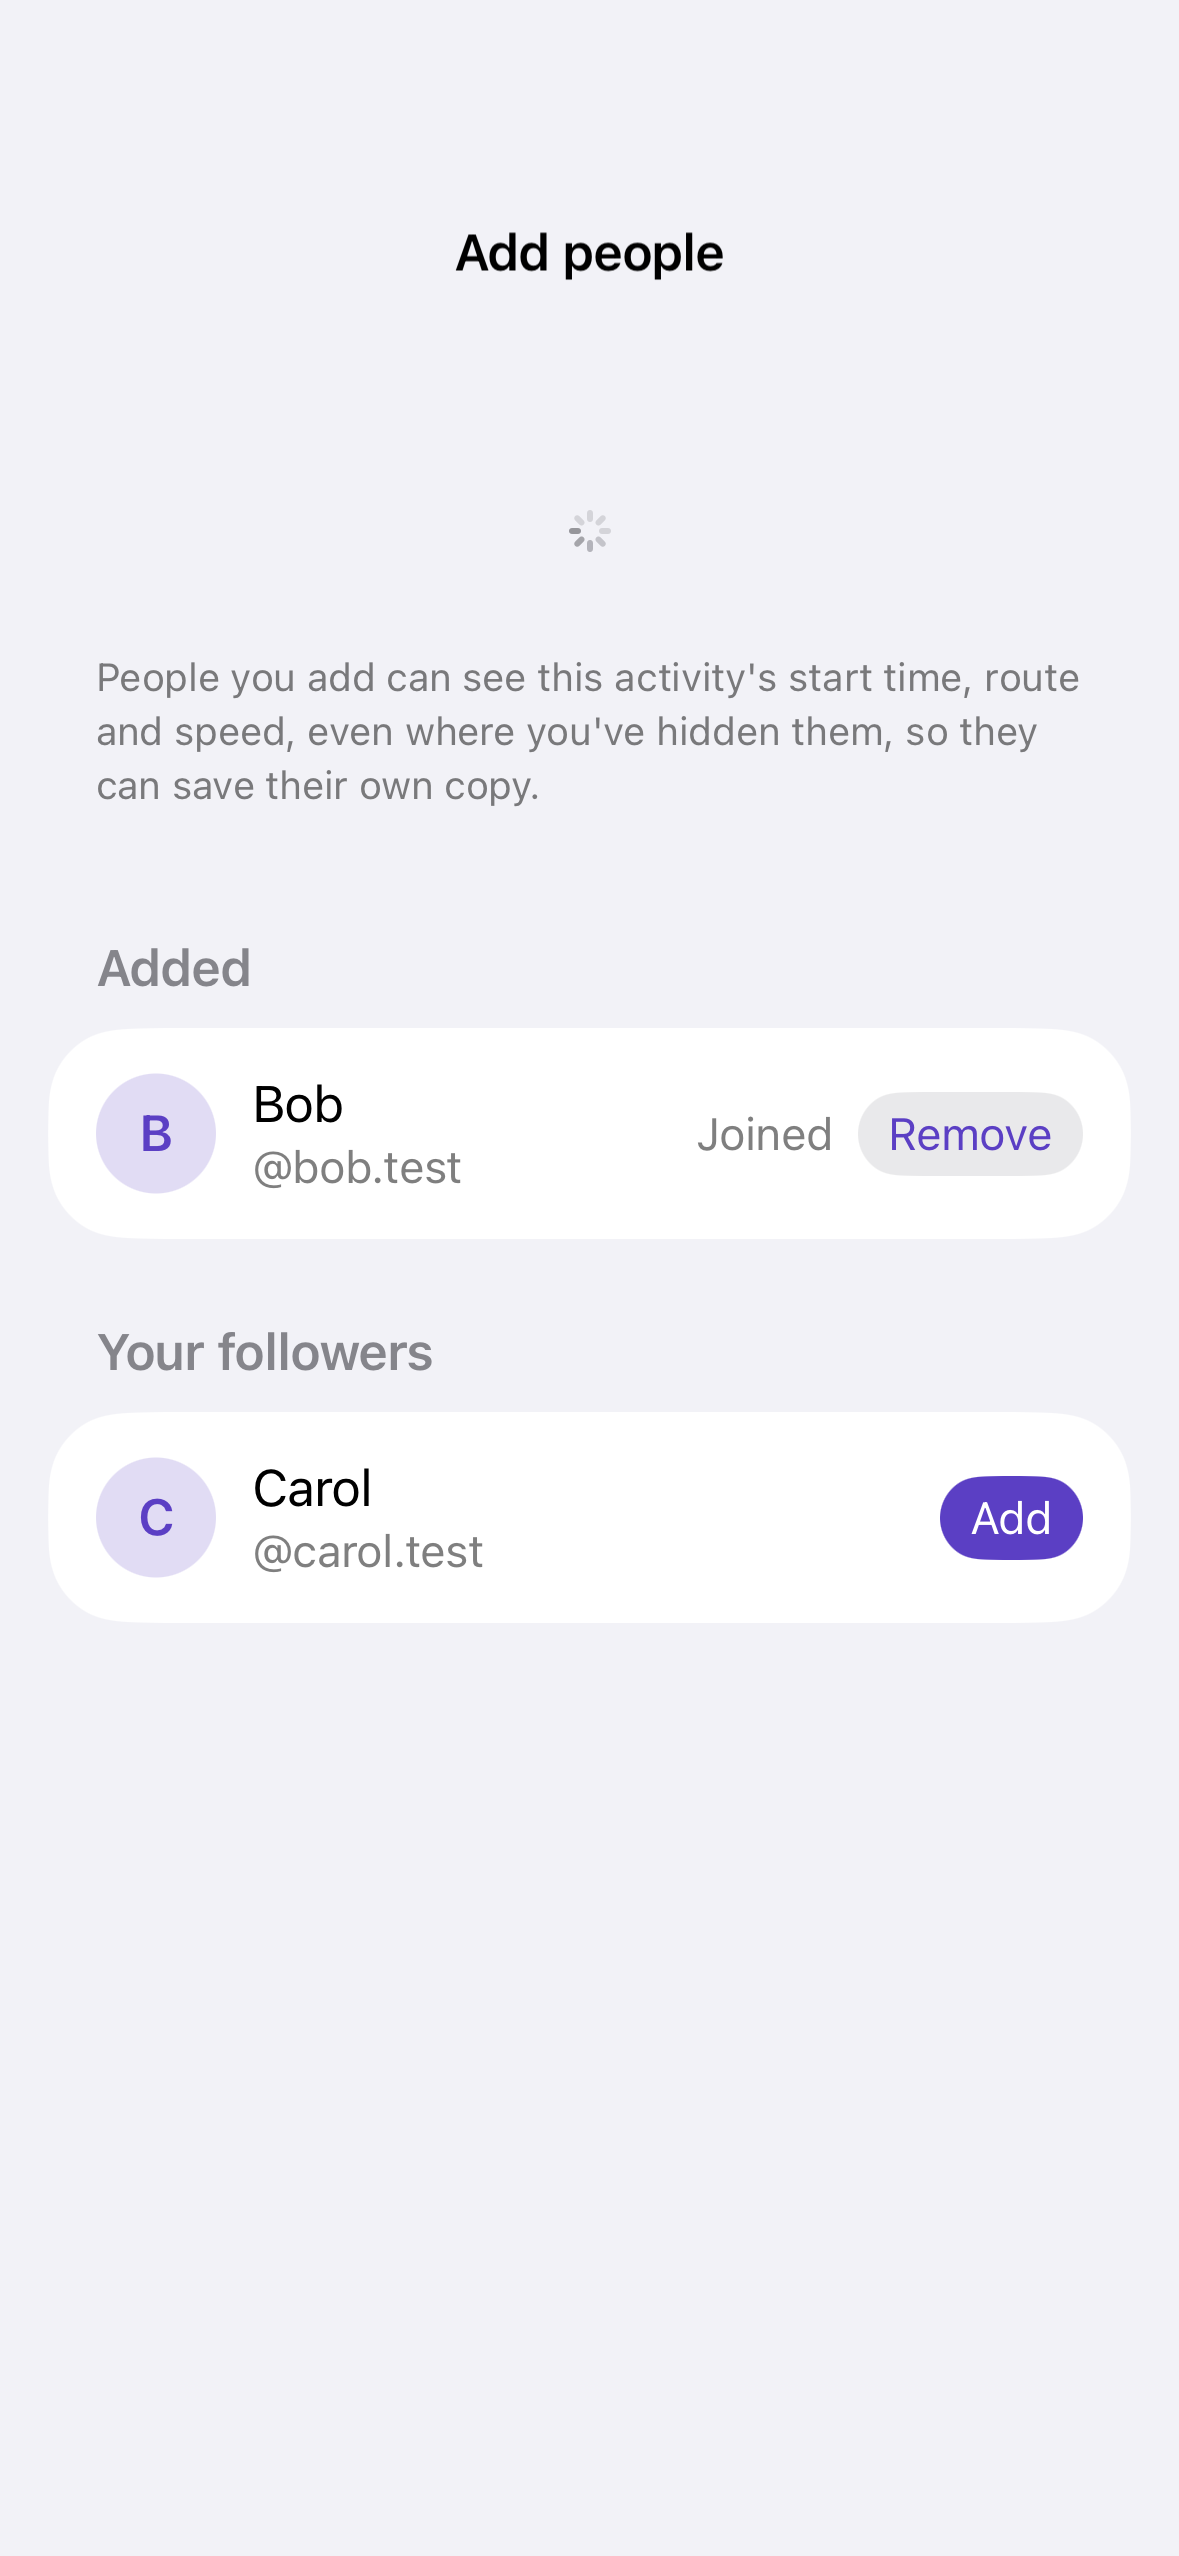 Add people
People you add can see this activity's start time, route
and speed, even where you've hidden them, so they
can save their own copy.
Added
B
Bob
@bob.test
Joined
Remove
Your followers
C
Carol
@carol.test
Add